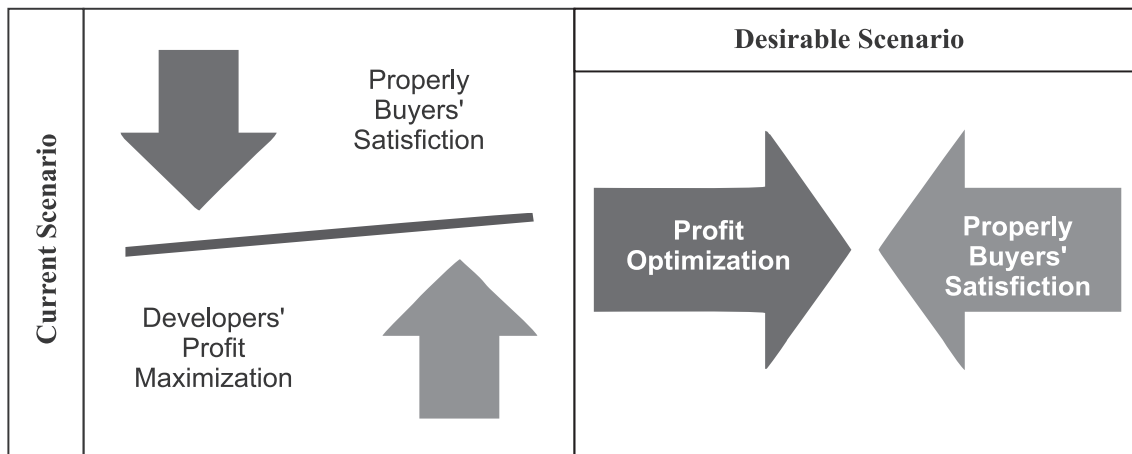 Current Scenario
Properly
Buyers'
Satisfiction
Developers'
Profit
Maximization
Desirable Scenario
Profit
Optimization
Properly
Buyers'
Satisfiction